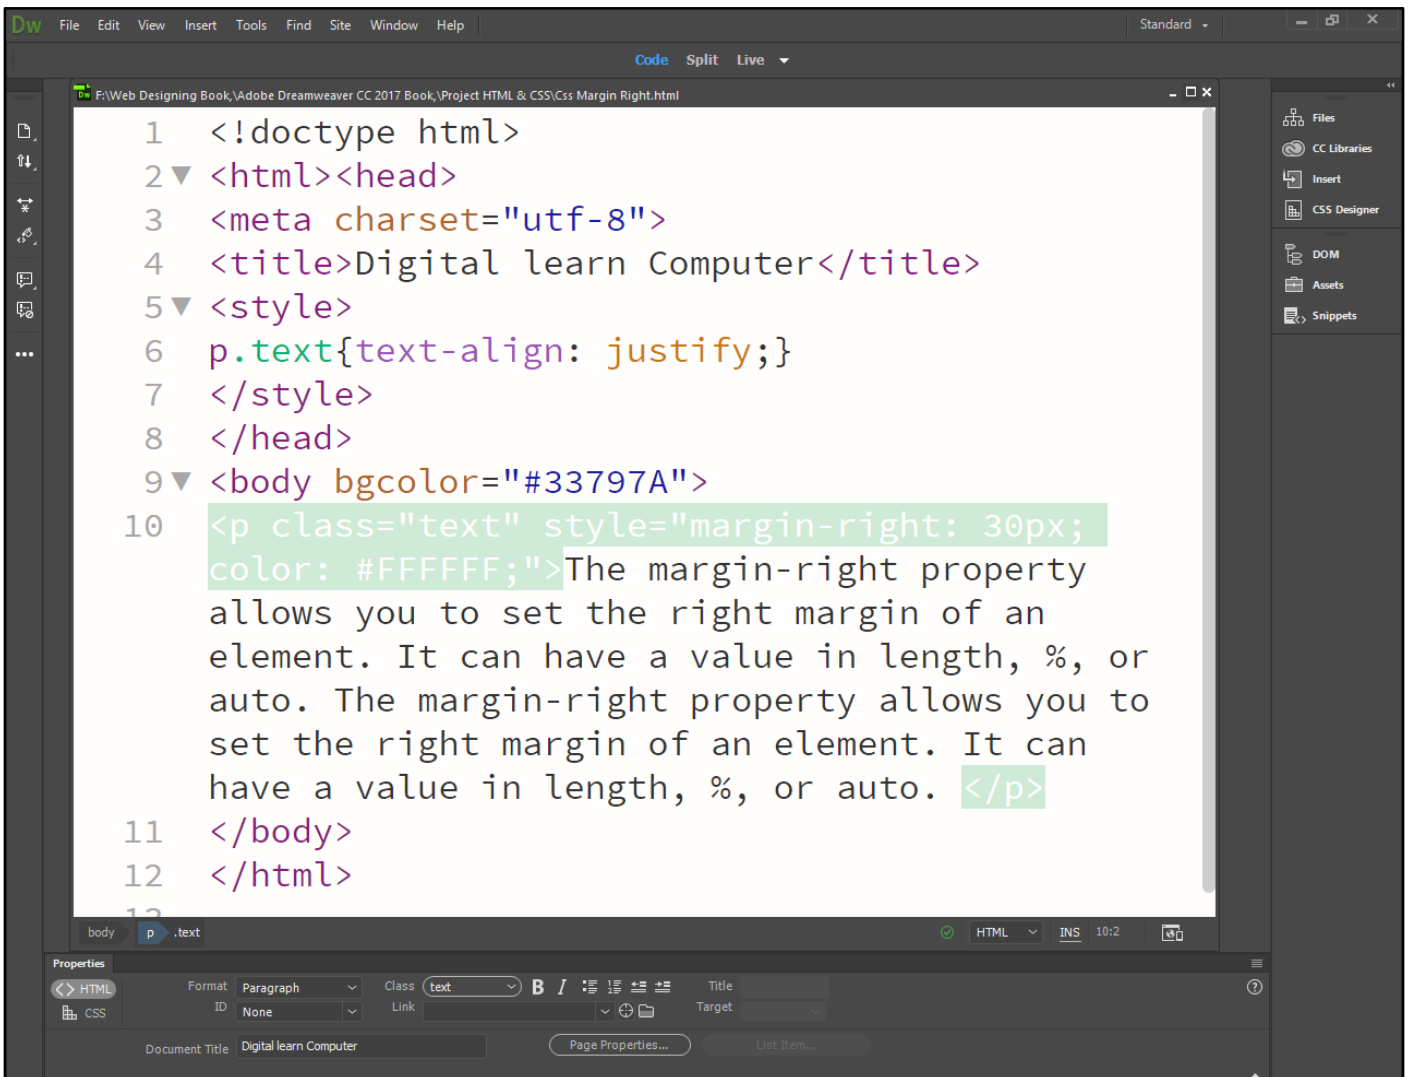 Dw File Edit View Insert Tools Find Site Window Help Standard
Code Split Live
Dw F:\Web Designing Book,\Adobe Dreamweaver CC 2017 Book,\Project HTML & CSS\Css Margin Right.html
1 <!doctype html>
2 <html><head>
3 <meta charset="utf-8">
4 <title>Digital learn Computer</title>
5 <style>
6 p.text{text-align: justify;}
7 </style>
8 </head>
9 <body bgcolor="#33797A">
10 <p class="text" style="margin-right: 30px;
color: #FFFFFF;">The margin-right property
allows you to set the right margin of an
element. It can have a value in length, %, or
auto. The margin-right property allows you to
set the right margin of an element. It can
have a value in length, %, or auto. </p>
11 </body>
12 </html>
13
body p .text HTML INS 10:2
Files
CC Libraries
Insert
CSS Designer
DOM
Assets
Snippets
Properties
<> HTML Format Paragraph Class text B I Title
CSS ID None Link Target
Document Title Digital learn Computer Page Properties... List Item...